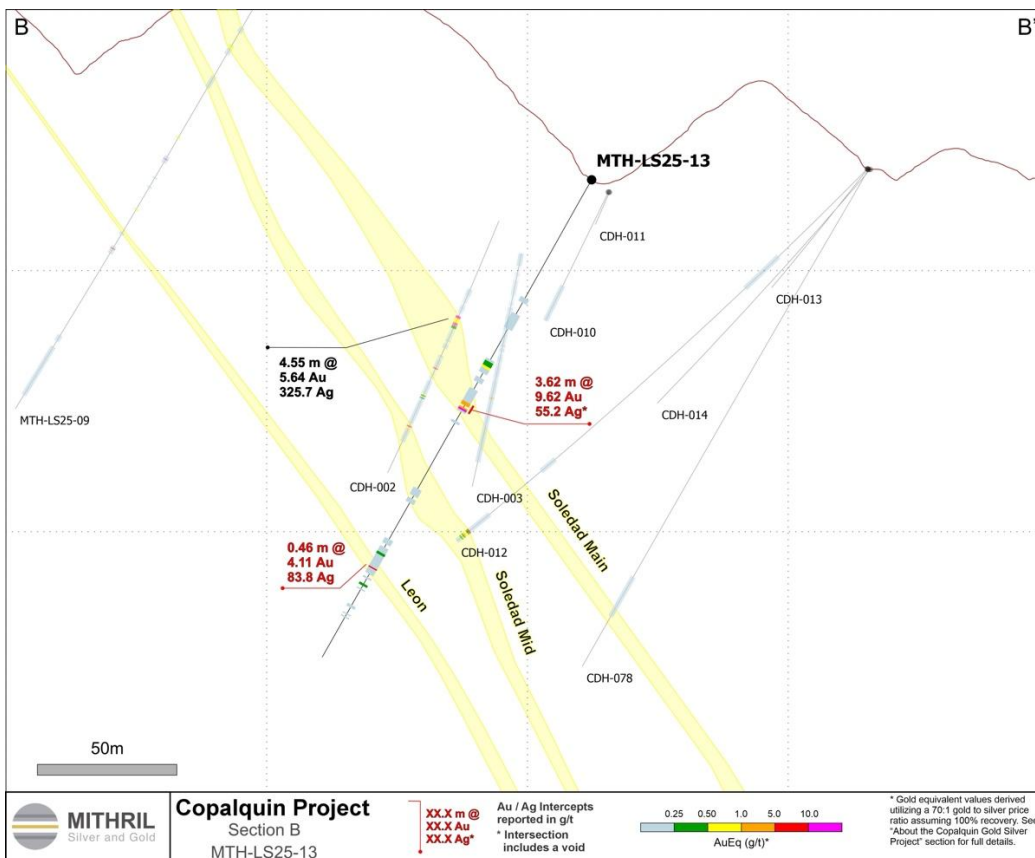 B
B'
MTH-LS25-13
CDH-011
CDH-013
CDH-010
4.55 m @
5.64 Au
325.7 Ag
3.62 m @
9.62 Au
55.2 Ag*
CDH-014
MTH-LS25-09
CDH-002
CDH-003
Soledad Main
CDH-012
0.46 m @
4.11 Au
83.8 Ag
Leon
Soledad Mid
CDH-078
50m
MITHRIL
Silver and Gold
Copalquin Project
Section B
MTH-LS25-13
XX.X m @
XX.X Au
XX.X Ag*
Au / Ag Intercepts
reported in g/t
* Intersection
includes a void
0.25 0.50 1.0 5.0 10.0
AuEq (g/t)*
* Gold equivalent values derived
utilizing a 70:1 gold to silver price
ratio assuming 100% recovery. See
"About the Copalquin Gold Silver
Project" section for full details.